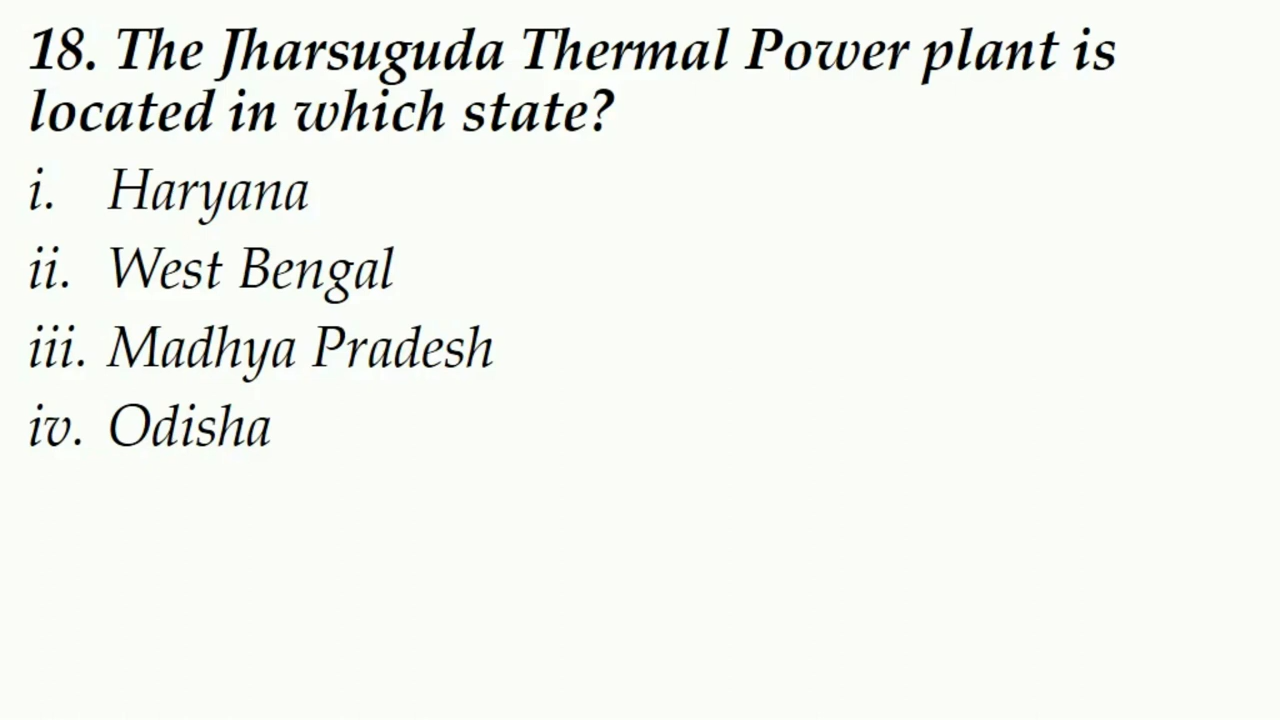 18. The Jharsuguda Thermal Power plant is
located in which state?
i. Haryana
ii. West Bengal
iii. Madhya Pradesh
iv. Odisha